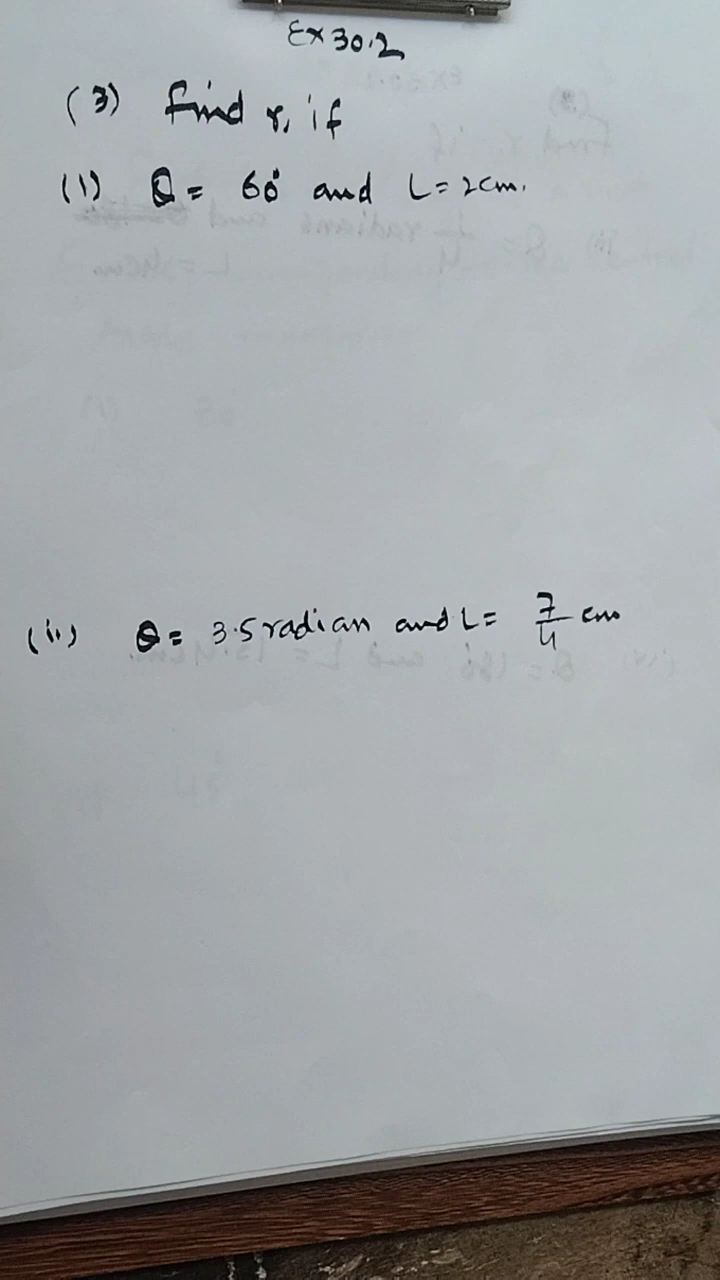 Ex 30.2
(3) Find r, if
(i) θ = 60° and L = 2cm.
(ii) θ = 3.5 radian and L = 7/4 cm